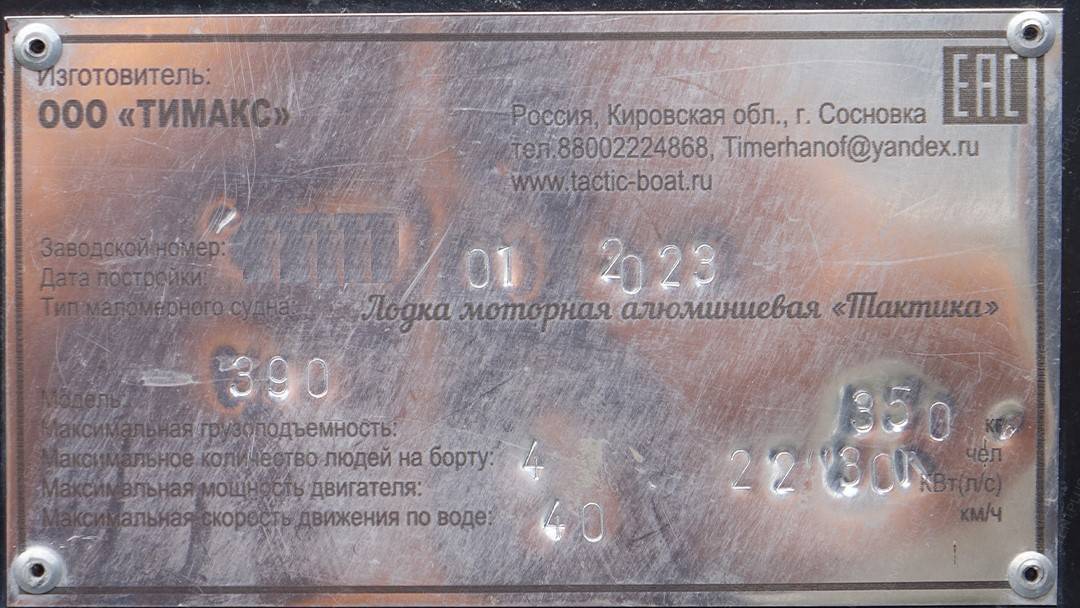 Изготовитель:
ООО «ТИМАКС»
EAC
Россия, Кировская обл., г. Сосновка
тел.88002224868, Timerhanof@yandex.ru
www.tactic-boat.ru
Заводской номер:
Дата постройки: 01 2023
Тип маломерного судна: Лодка моторная алюминиевая «Тактика»
Модель: 390
Максимальная грузоподъемность: 350 кг
Максимальное количество людей на борту: 4 чел
Максимальная мощность двигателя: 22 30 КВт(л/с)
Максимальная скорость движения по воде: 40 км/ч